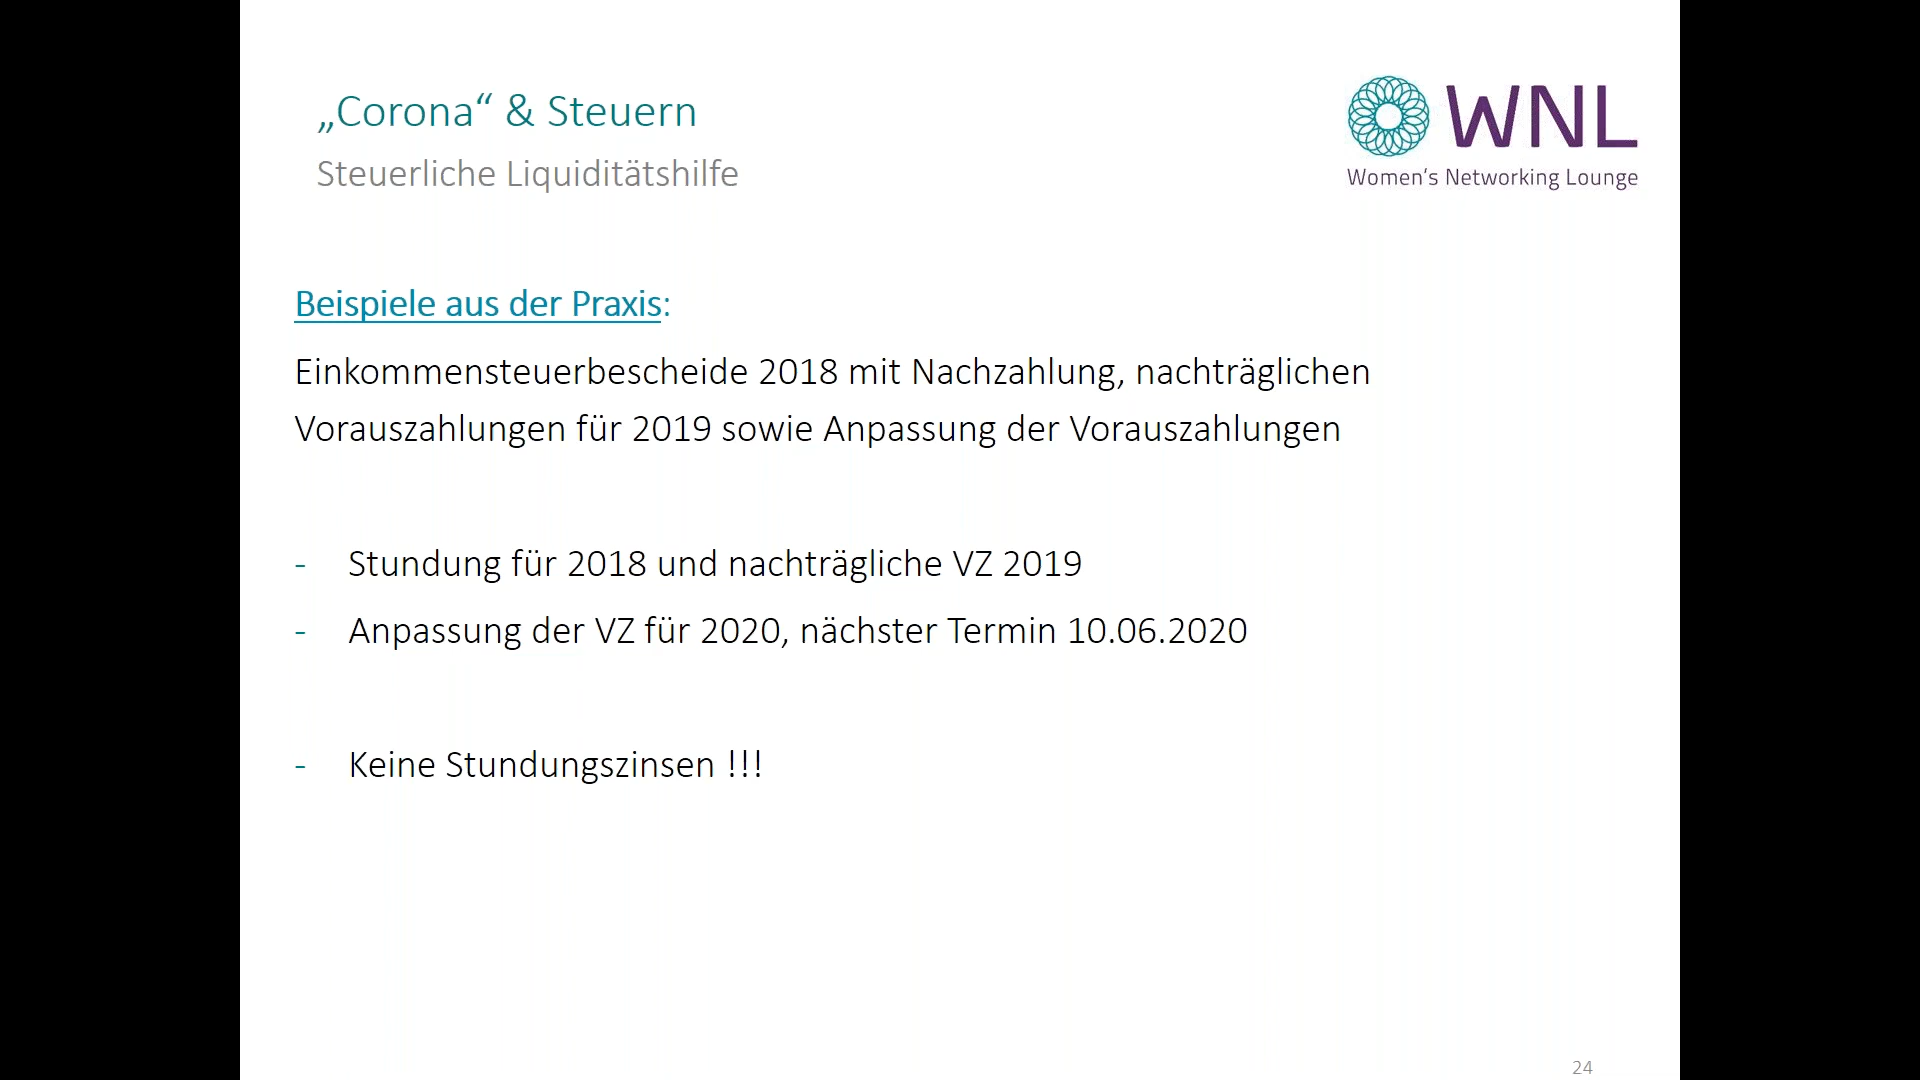 „Corona“ & Steuern
Steuerliche Liquiditätshilfe
WNL
Women's Networking Lounge
Beispiele aus der Praxis:
Einkommensteuerbescheide 2018 mit Nachzahlung, nachträglichen
Vorauszahlungen für 2019 sowie Anpassung der Vorauszahlungen
- Stundung für 2018 und nachträgliche VZ 2019
- Anpassung der VZ für 2020, nächster Termin 10.06.2020
- Keine Stundungszinsen !!!
24